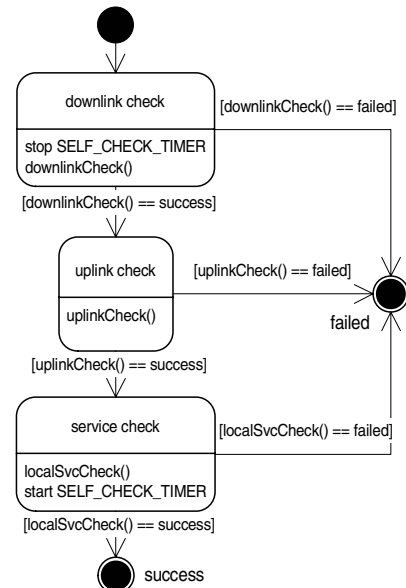 downlink check
[downlinkCheck() == failed]
stop SELF_CHECK_TIMER
downlinkCheck()
[downlinkCheck() == success]
uplink check
[uplinkCheck() == failed]
uplinkCheck()
failed
[uplinkCheck() == success]
service check
[localSvcCheck() == failed]
localSvcCheck()
start SELF_CHECK_TIMER
[localSvcCheck() == success]
success